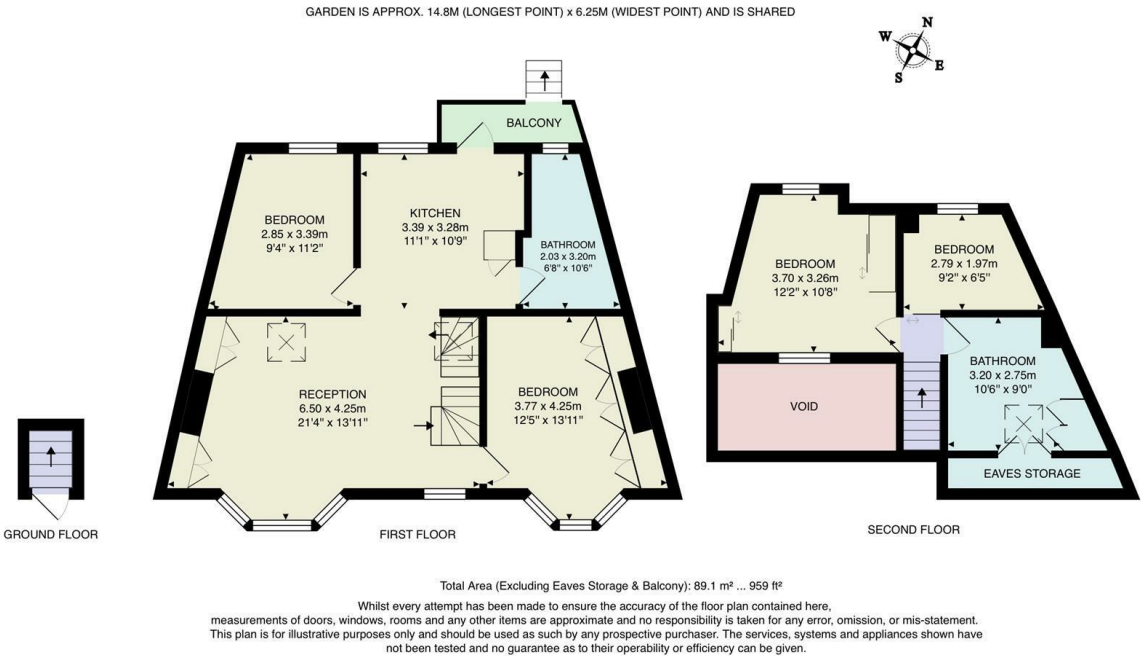 GARDEN IS APPROX. 14.8M (LONGEST POINT) x 6.25M (WIDEST POINT) AND IS SHARED
N
W
E
S
BALCONY
BEDROOM
2.85 x 3.39m
9'4" x 11'2"
KITCHEN
3.39 x 3.28m
11'1" x 10'9"
BATHROOM
2.03 x 3.20m
6'8" x 10'6"
RECEPTION
6.50 x 4.25m
21'4" x 13'11"
BEDROOM
3.77 x 4.25m
12'5" x 13'11"
BEDROOM
3.70 x 3.26m
12'2" x 10'8"
BEDROOM
2.79 x 1.97m
9'2" x 6'5"
BATHROOM
3.20 x 2.75m
10'6" x 9'0"
VOID
EAVES STORAGE
GROUND FLOOR
FIRST FLOOR
SECOND FLOOR
Total Area (Excluding Eaves Storage & Balcony): 89.1 m² ... 959 ft²
Whilst every attempt has been made to ensure the accuracy of the floor plan contained here,
measurements of doors, windows, rooms and any other items are approximate and no responsibility is taken for any error, omission, or mis-statement.
This plan is for illustrative purposes only and should be used as such by any prospective purchaser. The services, systems and appliances shown have
not been tested and no guarantee as to their operability or efficiency can be given.